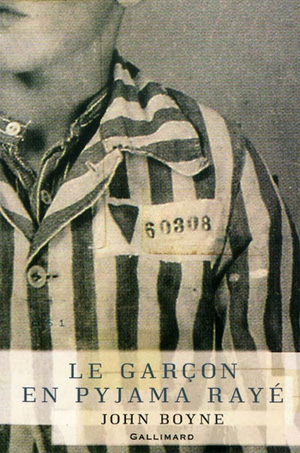 60308
LE GARÇON
EN PYJAMA RAYÉ
JOHN BOYNE
GALLIMARD